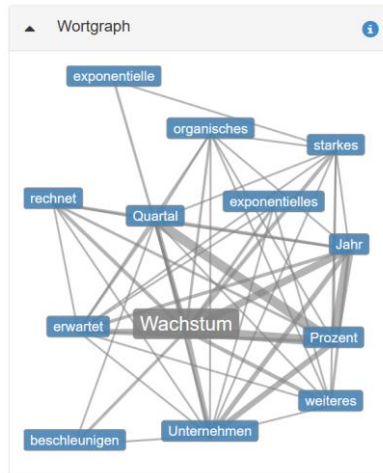 Wortgraph
exponentielle
organisches
starkes
rechnet
exponentielles
Quartal
Jahr
erwartet
Wachstum
Prozent
weiteres
Unternehmen
beschleunigen